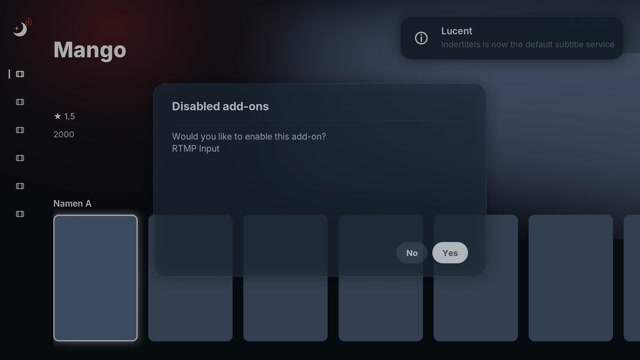 Mango
Lucent
Indertitels is now the default subtitle service
Disabled add-ons
★ 1.5
Would you like to enable this add-on?
2000
RTMP Input
Namen A
No
Yes